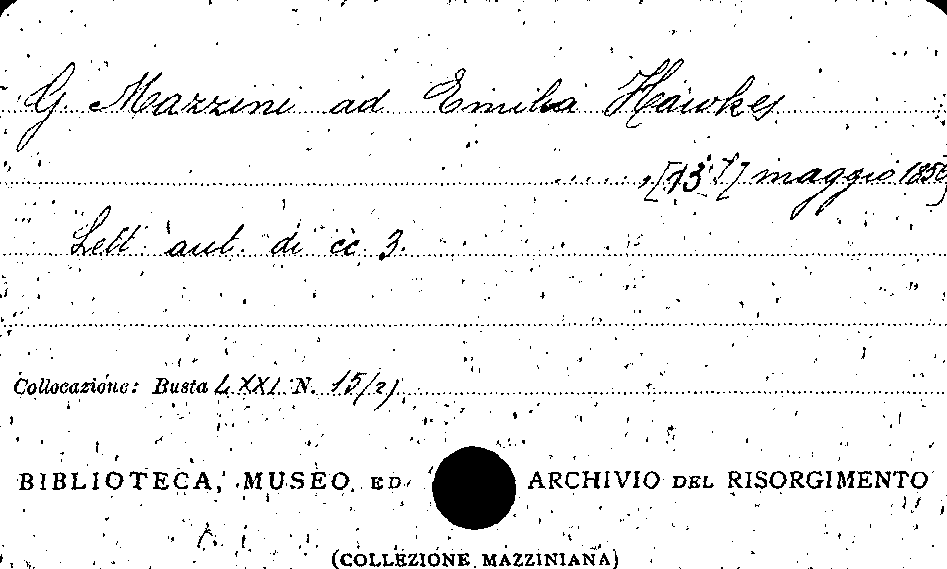 G. Mazzini ad Emilia Hawkes
....., [13?] maggio 185
Lett. aut. di cc. 3.
Collocazione: Busta LXXI N. 15/2)
BIBLIOTECA, MUSEO ED ARCHIVIO DEL RISORGIMENTO
(COLLEZIONE MAZZINIANA)